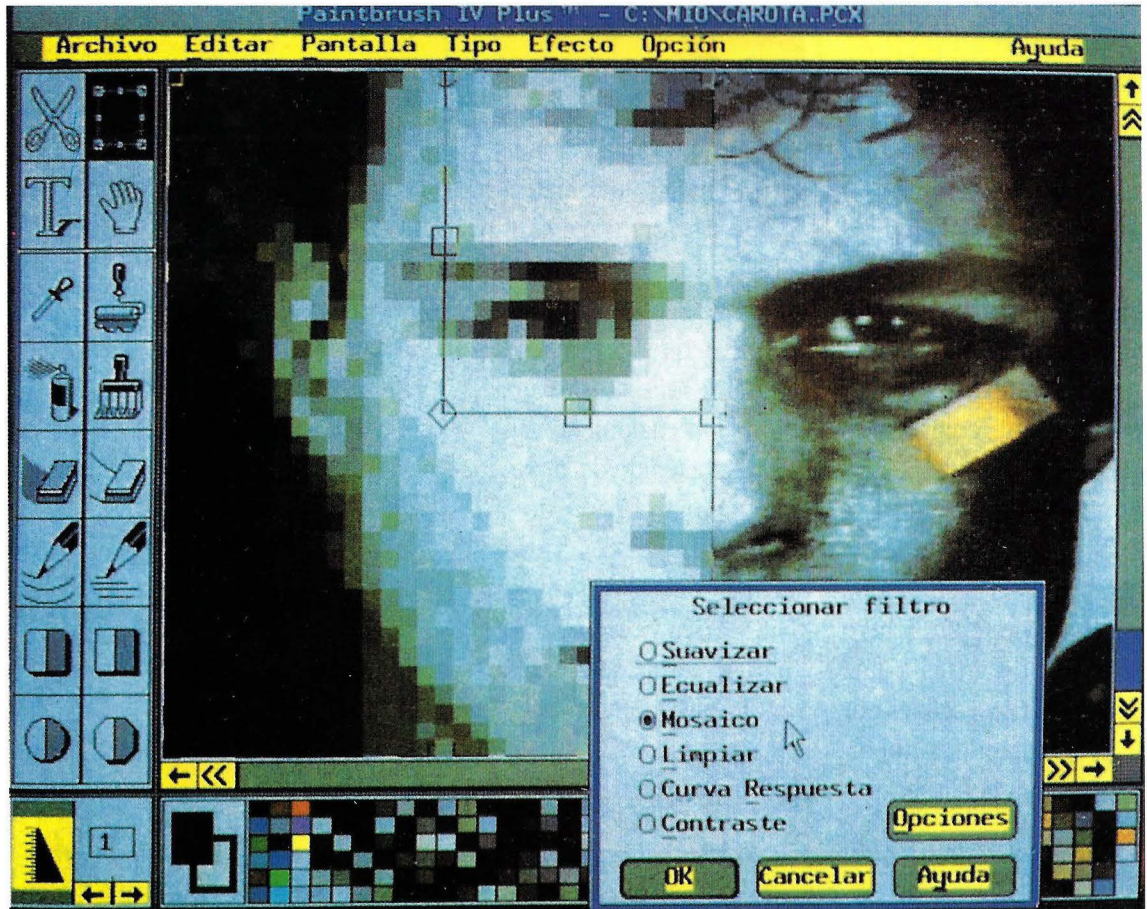 Paintbrush IV Plus™ - C:\MIO\CAROTA.PCX
Archivo Editar Pantalla Tipo Efecto Opción Ayuda
T
Seleccionar filtro
Suavizar
Ecualizar
Mosaico
Limpiar
Curva Respuesta
Contraste
Opciones
OK Cancelar Ayuda
1